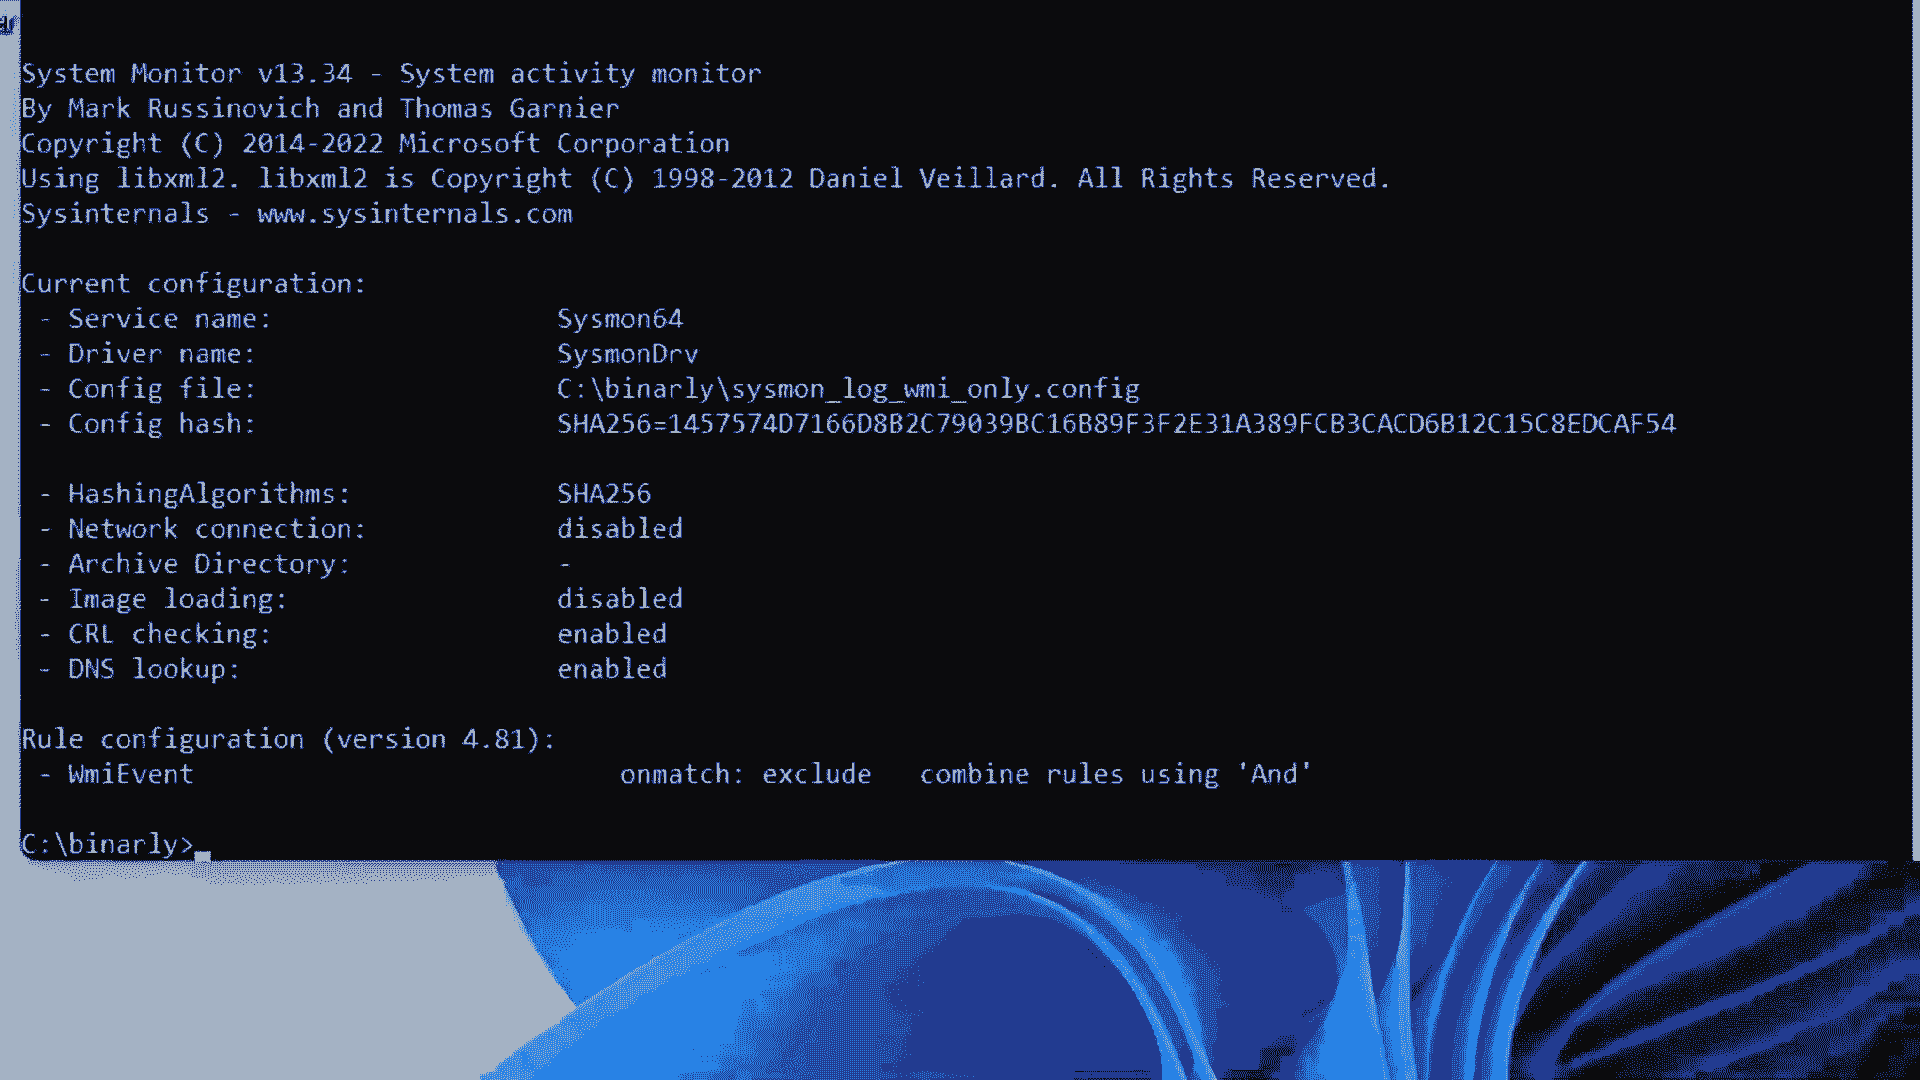 System Monitor v13.34 - System activity monitor
By Mark Russinovich and Thomas Garnier
Copyright (C) 2014-2022 Microsoft Corporation
Using libxml2. libxml2 is Copyright (C) 1998-2012 Daniel Veillard. All Rights Reserved.
Sysinternals - www.sysinternals.com
Current configuration:
- Service name: Sysmon64
- Driver name: SysmonDrv
- Config file: C:\binarly\sysmon_log_wmi_only.config
- Config hash: SHA256=1457574D7166D8B2C79039BC16B89F3F2E31A389FCB3CACD6B12C15C8EDCAF54
- HashingAlgorithms: SHA256
- Network connection: disabled
- Archive Directory: -
- Image loading: disabled
- CRL checking: enabled
- DNS lookup: enabled
Rule configuration (version 4.81):
- WmiEvent onmatch: exclude combine rules using 'And'
C:\binarly>_